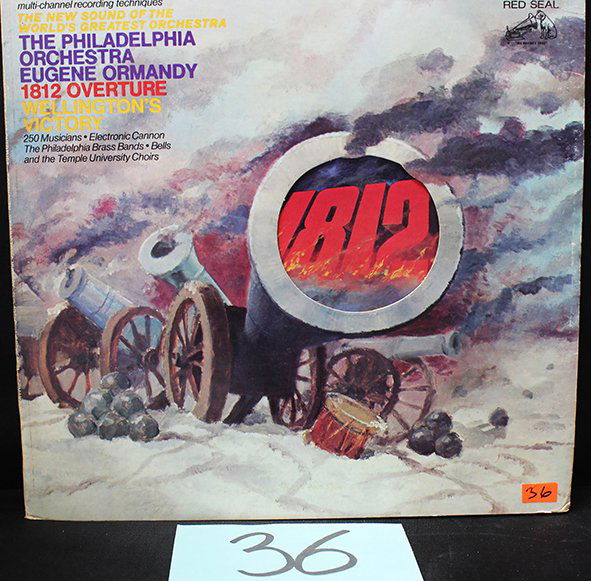 multi-channel recording techniques
RED SEAL
THE NEW SOUND OF THE
WORLD'S GREATEST ORCHESTRA
THE PHILADELPHIA
ORCHESTRA
EUGENE ORMANDY
1812 OVERTURE
WELLINGTON'S
VICTORY
250 Musicians • Electronic Cannon
The Philadelphia Brass Bands • Bells
and the Temple University Choirs
1812
36
36